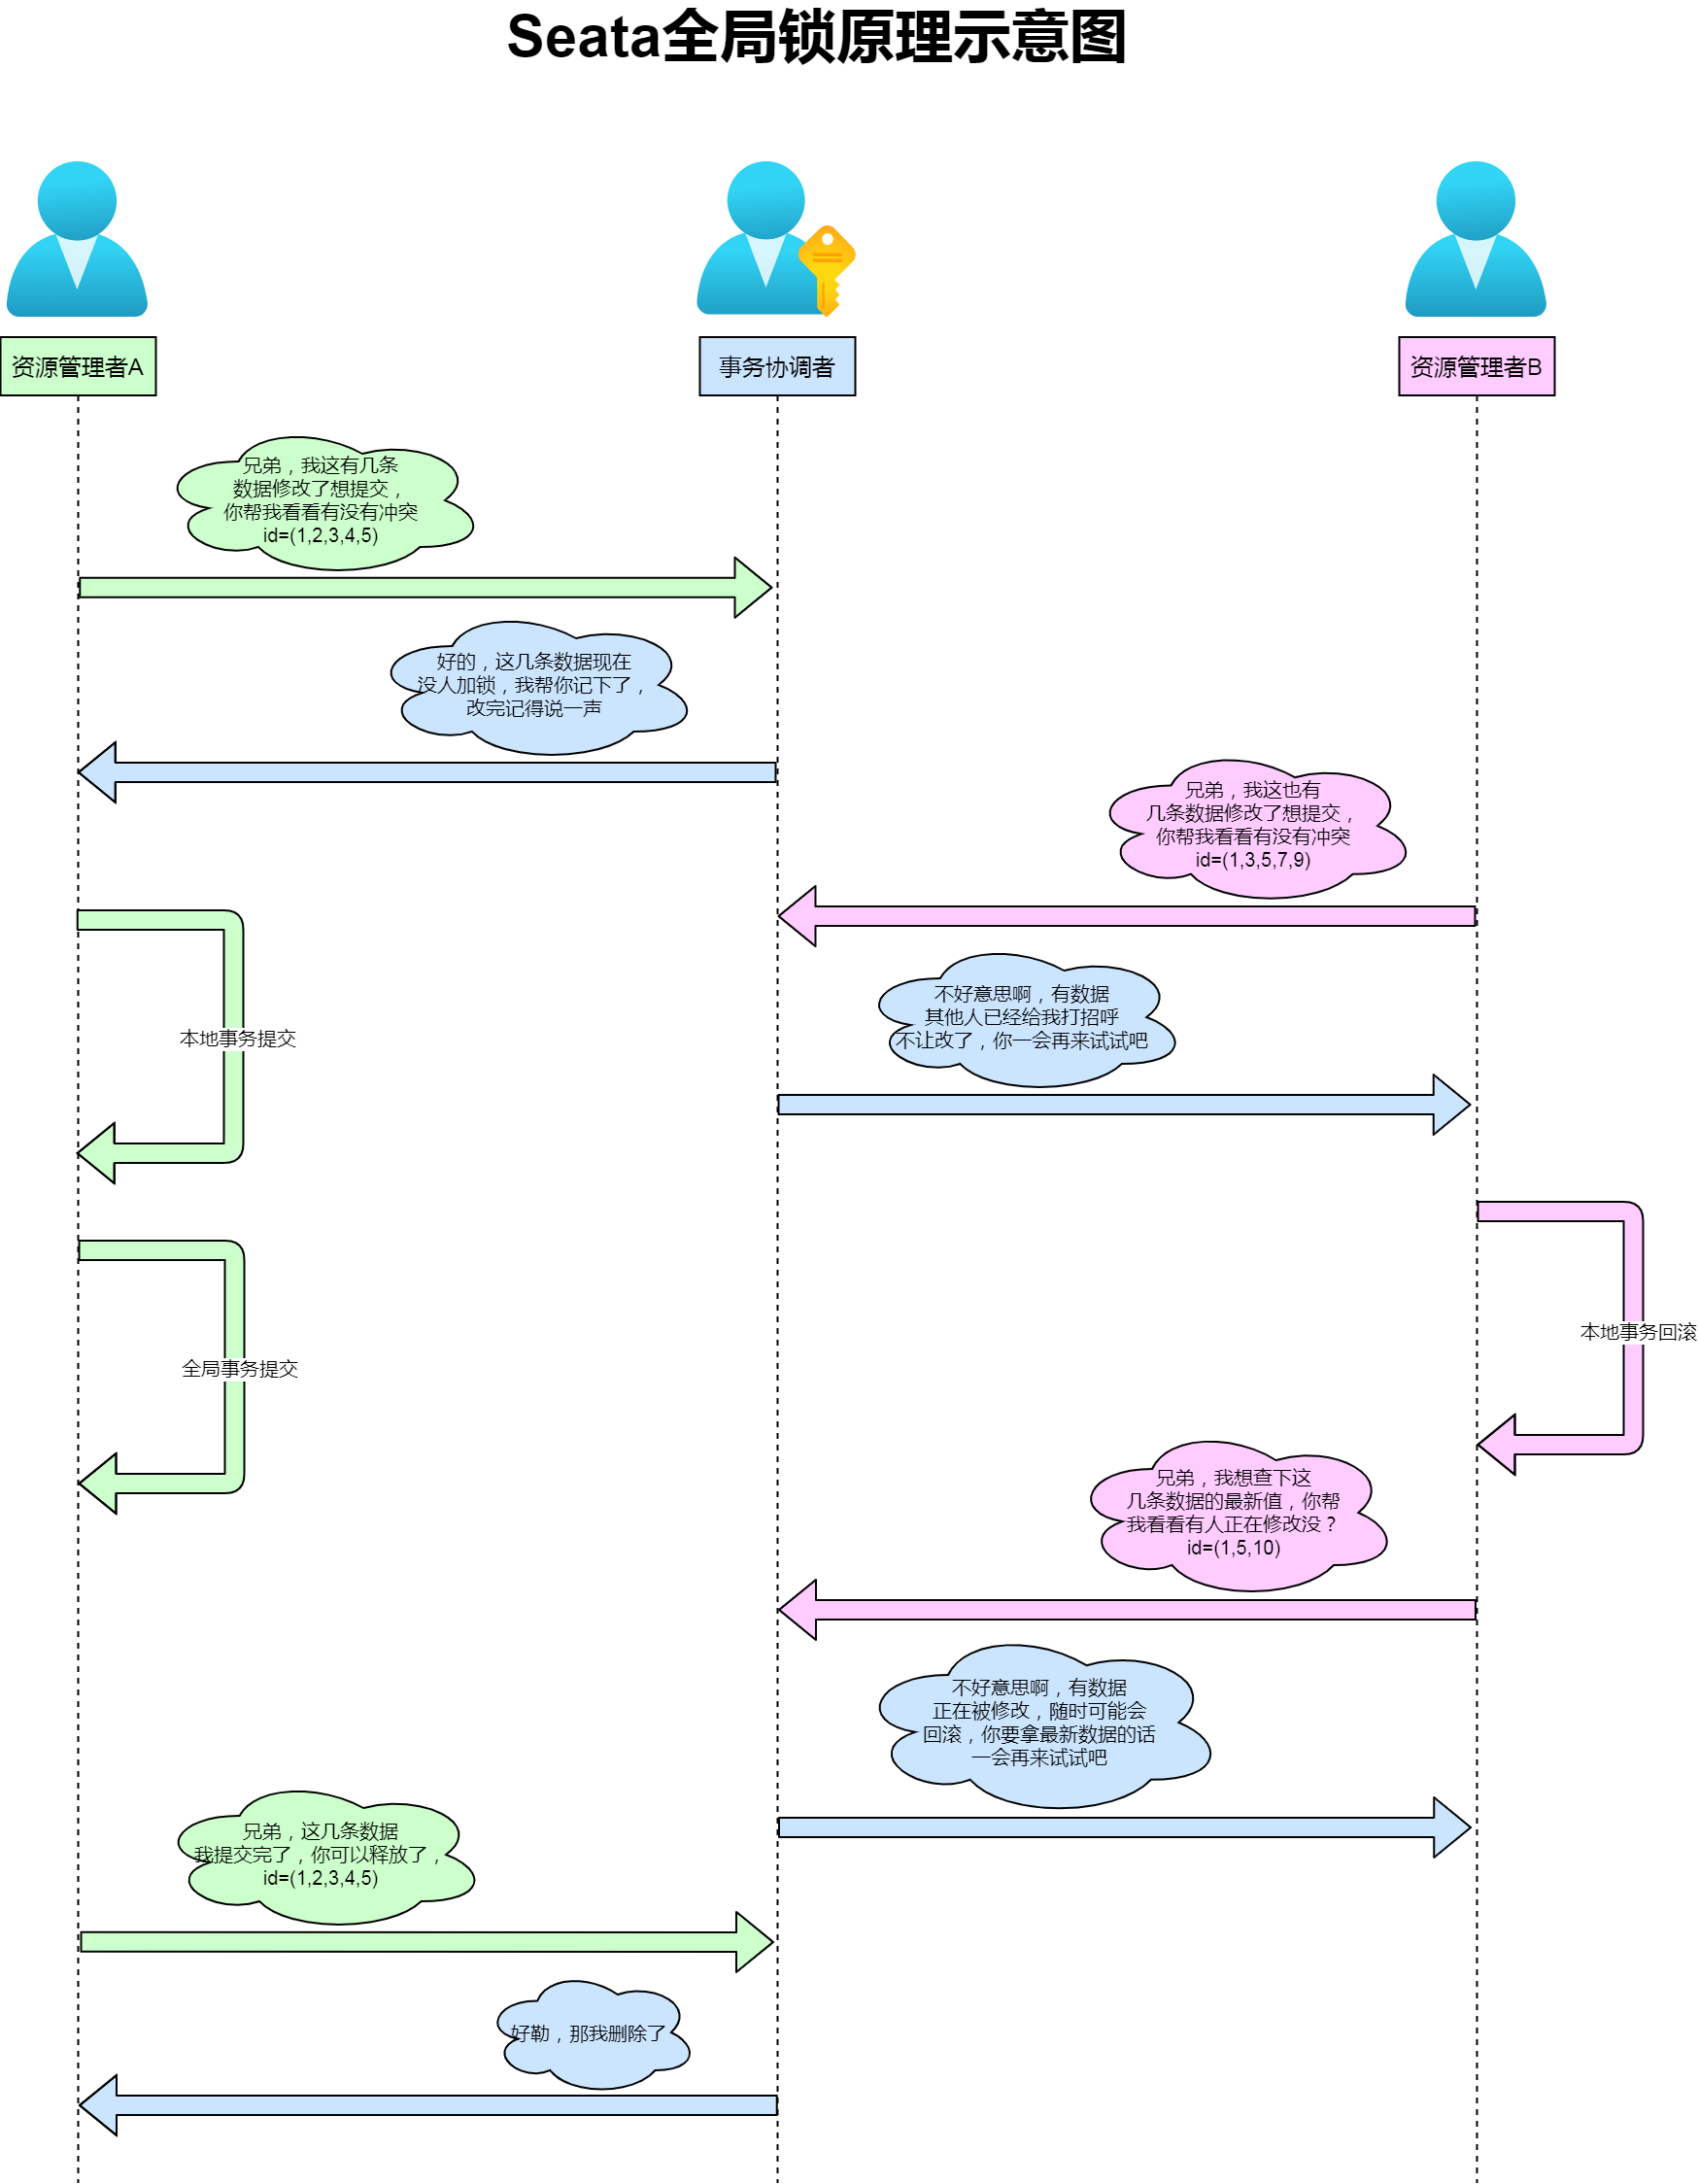 Seata全局锁原理示意图
资源管理者A
事务协调者
资源管理者B
兄弟，我这有几条
数据修改了想提交，
你帮我看看有没有冲突
id=(1,2,3,4,5)
好的，这几条数据现在
没人加锁，我帮你记下了，
改完记得说一声
兄弟，我这也有
几条数据修改了想提交，
你帮我看看有没有冲突
id=(1,3,5,7,9)
不好意思啊，有数据
其他人已经给我打招呼
不让改了，你一会再来试试吧
本地事务提交
本地事务回滚
全局事务提交
兄弟，我想查下这
几条数据的最新值，你帮
我看看有人正在修改没？
id=(1,5,10)
不好意思啊，有数据
正在被修改，随时可能会
回滚，你要拿最新数据的话
一会再来试试吧
兄弟，这几条数据
我提交完了，你可以释放了，
id=(1,2,3,4,5)
好勒，那我删除了